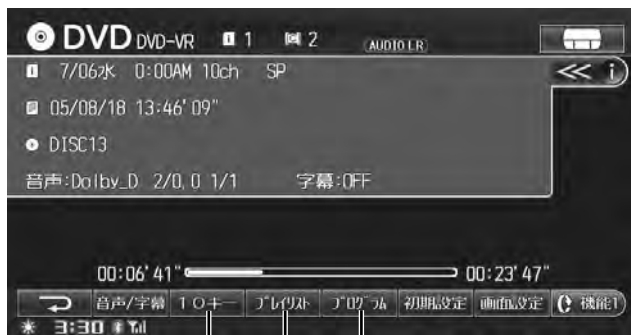 DVD DVD-VR 1 2 AUDIO LR
7/06水 0:00AM 10ch SP
05/08/18 13:46'09"
DISC13
音声:Dolby_D 2/0.0 1/1 字幕:OFF
00:06'41" 00:23'47"
音声/字幕 10キー プレイリスト プログラム 初期設定 画面設定 機能1
3:30